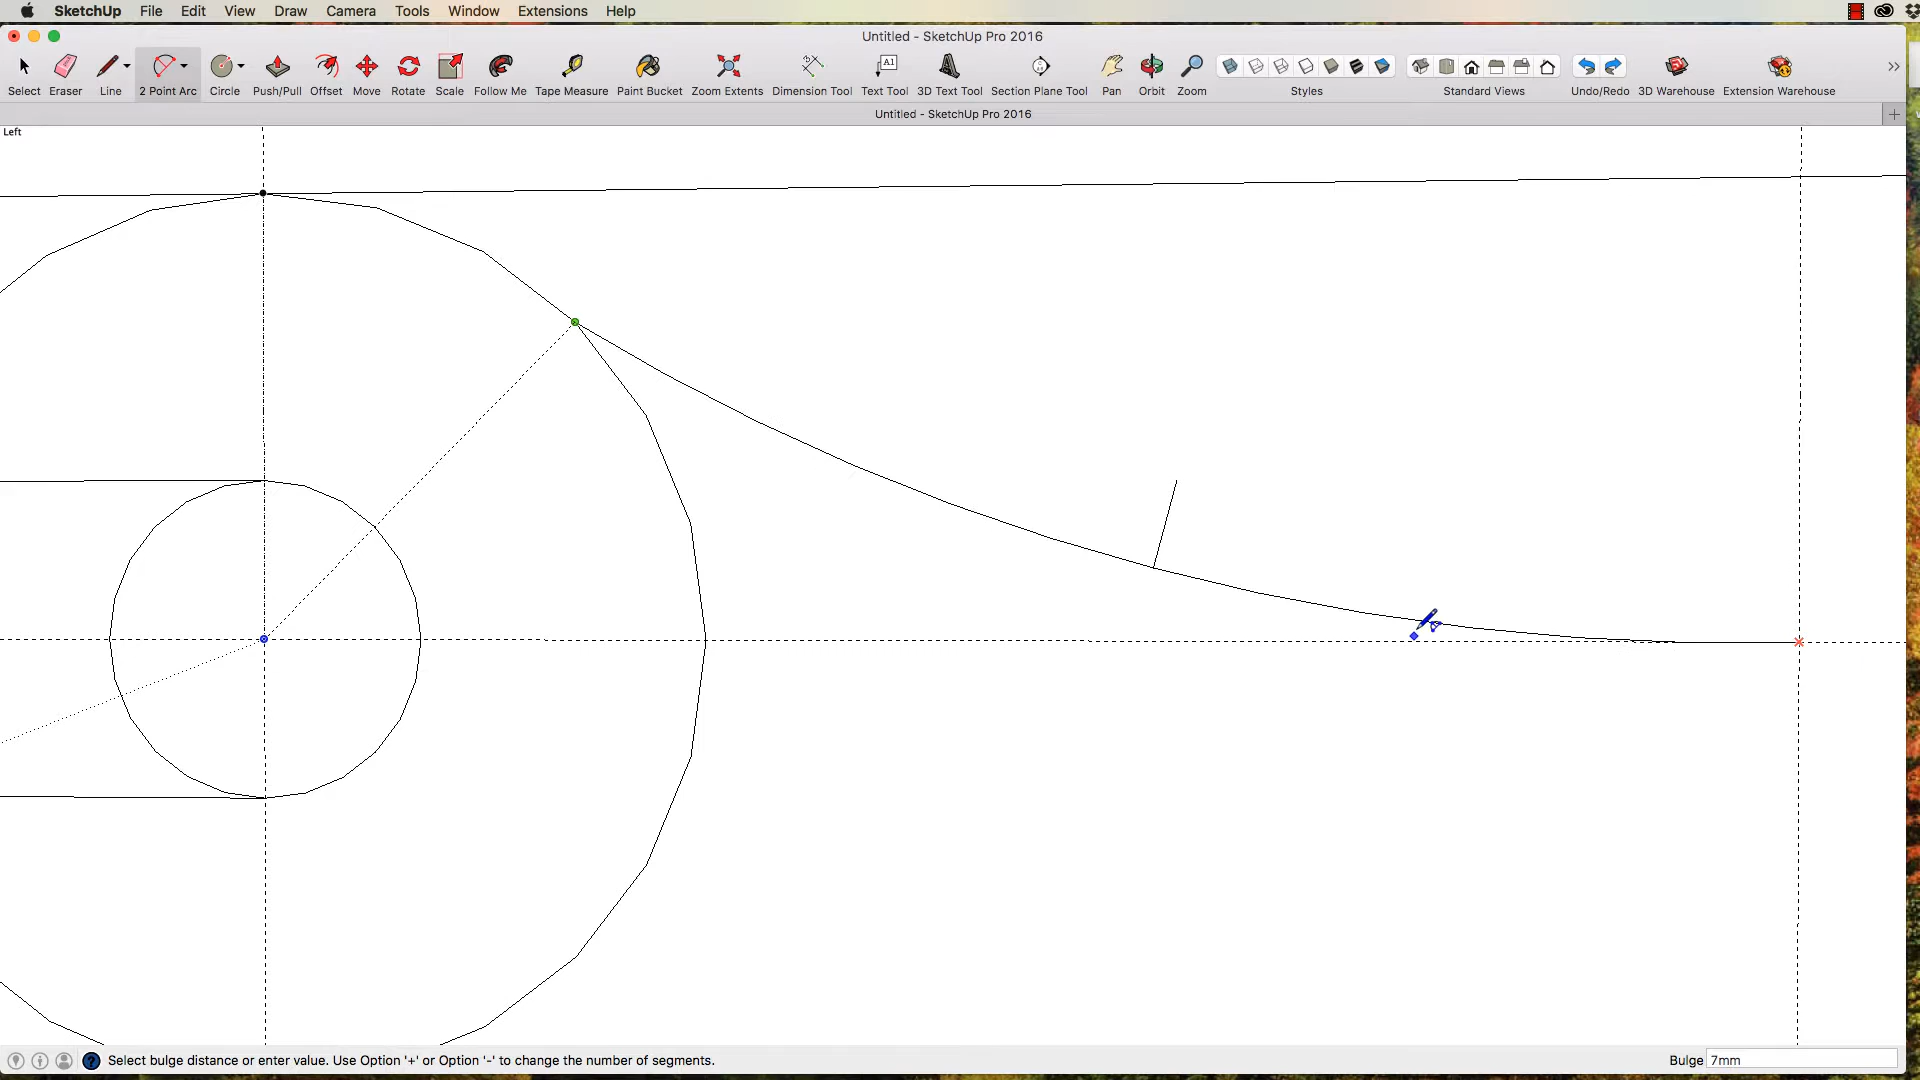 SketchUp File Edit View Draw Camera Tools Window Extensions Help
Untitled - SketchUp Pro 2016
A1
Select Eraser Line 2 Point Arc Circle Push/Pull Offset Move Rotate Scale Follow Me Tape Measure Paint Bucket Zoom Extents Dimension Tool Text Tool 3D Text Tool Section Plane Tool Pan Orbit Zoom Styles Standard Views Undo/Redo 3D Warehouse Extension Warehouse
Untitled - SketchUp Pro 2016
Left
Select bulge distance or enter value. Use Option '+' or Option '-' to change the number of segments. Bulge 7mm